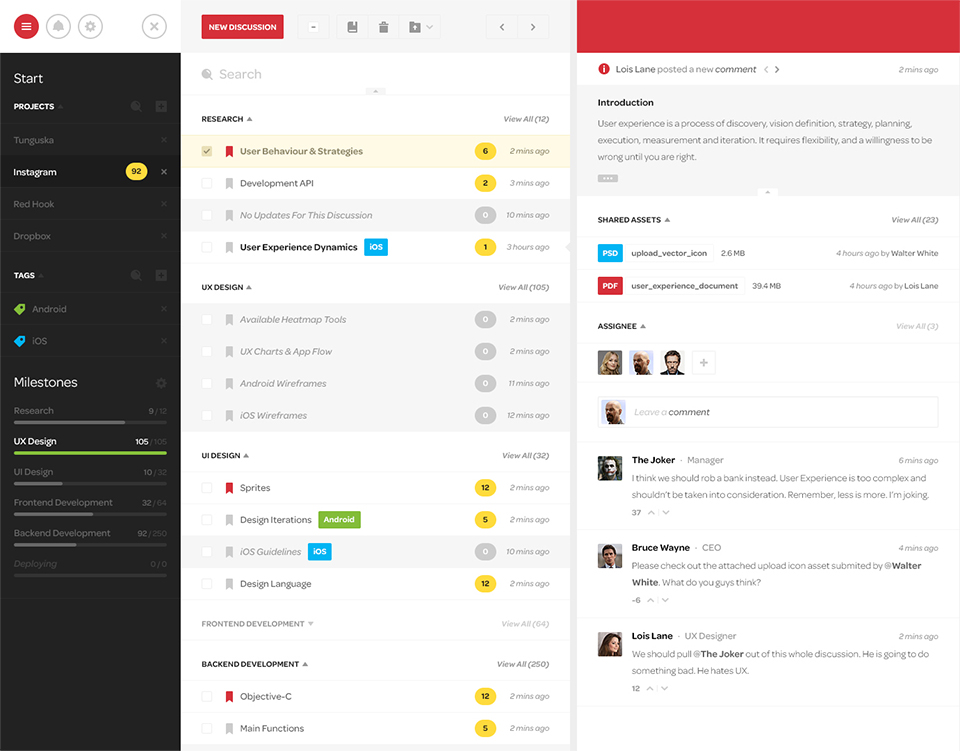 Start
PROJECTS
Tunguska
Instagram 92
Red Hook
Dropbox
TAGS
Android
iOS
Milestones
Research 9 / 12
UX Design 105 / 105
UI Design 10 / 32
Frontend Development 32 / 64
Backend Development 92 / 250
Deploying 0 / 0
NEW DISCUSSION
Search
RESEARCH View All (12)
User Behaviour & Strategies 6 2 mins ago
Development API 2 3 mins ago
No Updates For This Discussion 0 10 mins ago
User Experience Dynamics iOS 1 3 hours ago
UX DESIGN View All (105)
Available Heatmap Tools 0 2 mins ago
UX Charts & App Flow 0 2 mins ago
Android Wireframes 0 11 mins ago
iOS Wireframes 0 12 mins ago
UI DESIGN View All (32)
Sprites 12 2 mins ago
Design Iterations Android 5 2 mins ago
iOS Guidelines iOS 0 10 mins ago
Design Language 12 2 mins ago
FRONTEND DEVELOPMENT View All (64)
BACKEND DEVELOPMENT View All (250)
Objective-C 12 2 mins ago
Main Functions 5 2 mins ago
Lois Lane posted a new comment 2 mins ago
Introduction
User experience is a process of discovery, vision definition, strategy, planning,
execution, measurement and iteration. It requires flexibility, and a willingness to be
wrong until you are right.
SHARED ASSETS View All (23)
PSD upload_vector_icon 2.6 MB 4 hours ago by Walter White
PDF user_experience_document 39.4 MB 4 hours ago by Lois Lane
ASSIGNEE View All (3)
Leave a comment
The Joker · Manager 6 mins ago
I think we should rob a bank instead. User Experience is too complex and
shouldn't be taken into consideration. Remember, less is more. I'm joking.
37
Bruce Wayne · CEO 4 mins ago
Please check out the attached upload icon asset submited by @Walter
White. What do you guys think?
-6
Lois Lane · UX Designer 2 mins ago
We should pull @The Joker out of this whole discussion. He is going to do
something bad. He hates UX.
12